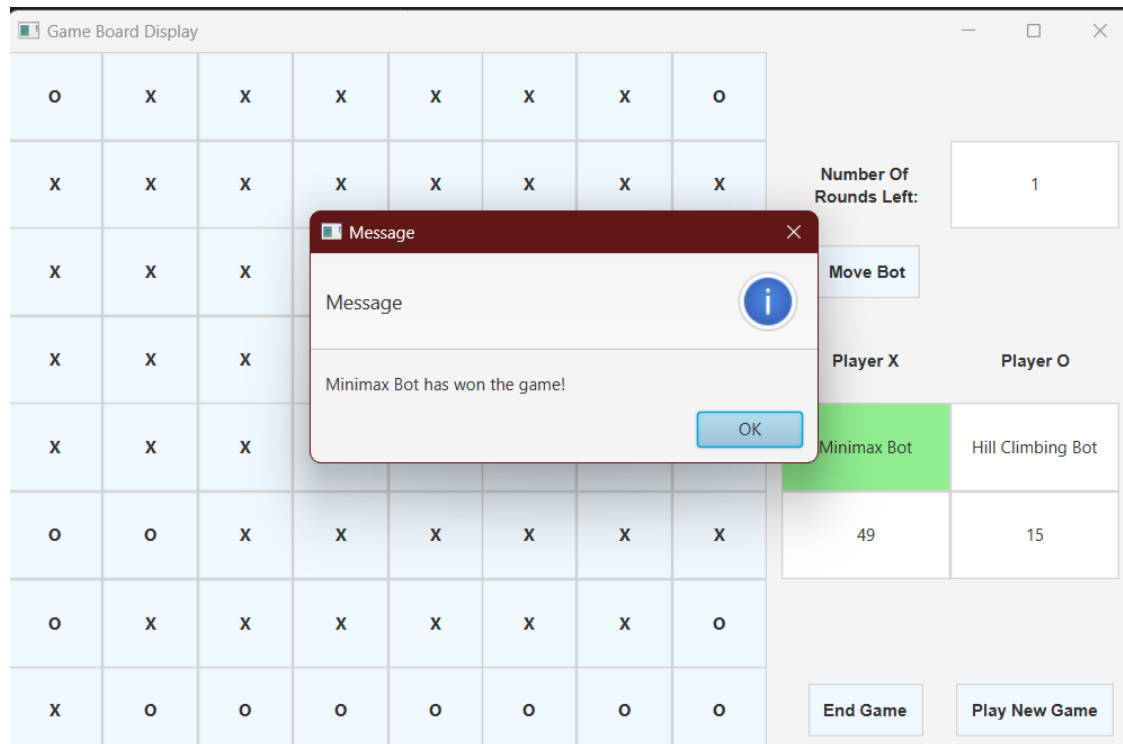 Game Board Display
O X X X X X X O
X X X X X X X X
Number Of
Rounds Left:
1
Message
Message
Minimax Bot has won the game!
OK
X X X
Move Bot
X X X
Player X Player O
X X X
Minimax Bot Hill Climbing Bot
O O X X X X X X
49 15
O X X X X X X O
X O O O O O O O
End Game Play New Game